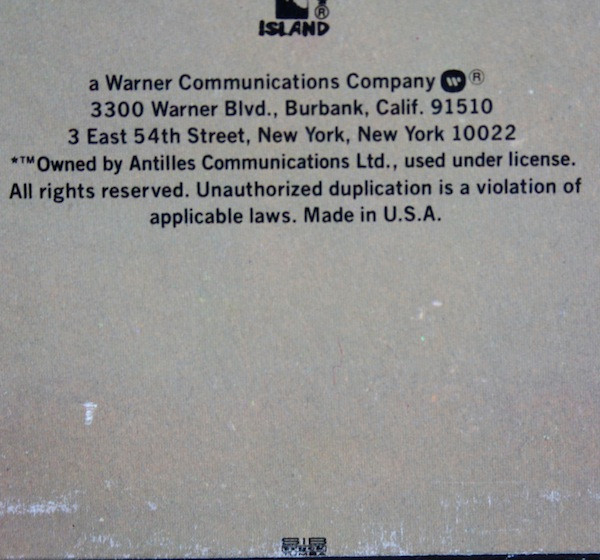 ®
ISLAND
a Warner Communications Company ®
3300 Warner Blvd., Burbank, Calif. 91510
3 East 54th Street, New York, New York 10022
*™Owned by Antilles Communications Ltd., used under license.
All rights reserved. Unauthorized duplication is a violation of
applicable laws. Made in U.S.A.